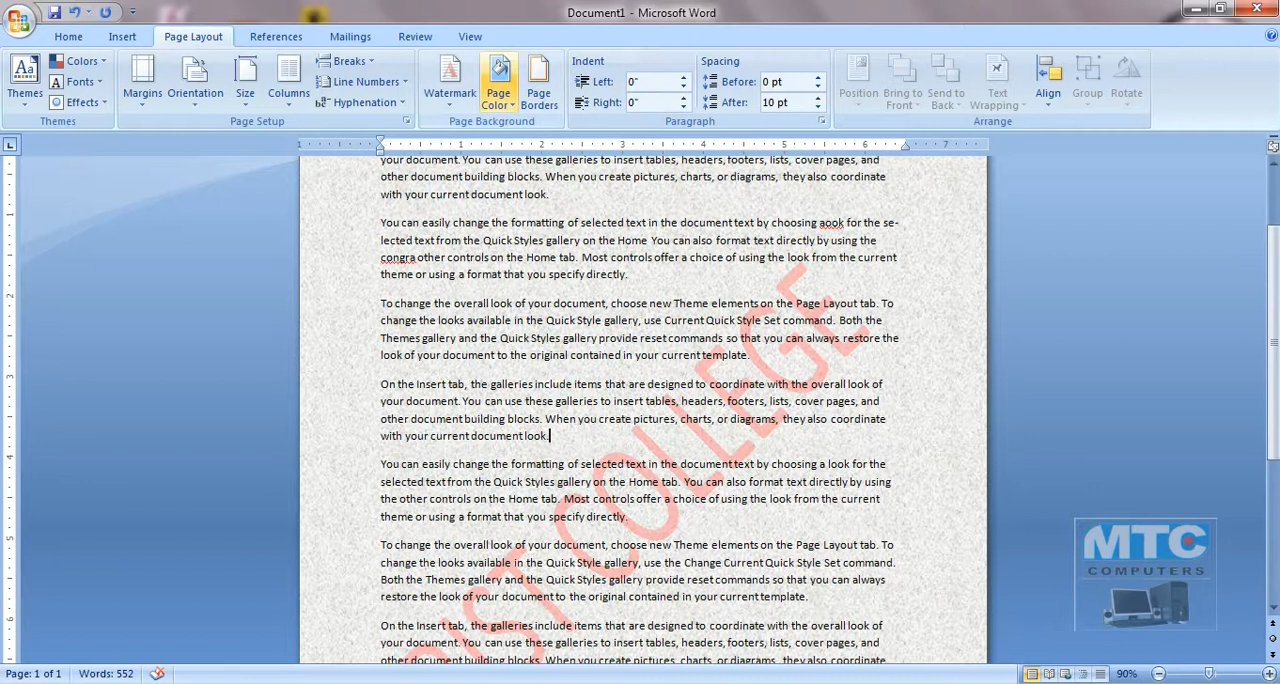 Document1 - Microsoft Word
Home Insert Page Layout References Mailings Review View
Themes
Colors
Fonts
Effects
Themes
Margins
Orientation
Size
Columns
Breaks
Line Numbers
Hyphenation
Page Setup
Watermark
Page Color
Page Borders
Page Background
Indent
Left: 0"
Right: 0"
Spacing
Before: 0 pt
After: 10 pt
Paragraph
Position
Bring to Front
Send to Back
Text Wrapping
Align
Group
Rotate
Arrange
1 1 2 3 4 5 6 7
your document. You can use these galleries to insert tables, headers, footers, lists, cover pages, and
other document building blocks. When you create pictures, charts, or diagrams, they also coordinate
with your current document look.
You can easily change the formatting of selected text in the document text by choosing aook for the se-
lected text from the Quick Styles gallery on the Home You can also format text directly by using the
congra other controls on the Home tab. Most controls offer a choice of using the look from the current
theme or using a format that you specify directly.
To change the overall look of your document, choose new Theme elements on the Page Layout tab. To
change the looks available in the Quick Style gallery, use Current Quick Style Set command. Both the
Themes gallery and the Quick Styles gallery provide reset commands so that you can always restore the
look of your document to the original contained in your current template.
On the Insert tab, the galleries include items that are designed to coordinate with the overall look of
your document. You can use these galleries to insert tables, headers, footers, lists, cover pages, and
other document building blocks. When you create pictures, charts, or diagrams, they also coordinate
with your current document look.
You can easily change the formatting of selected text in the document text by choosing a look for the
selected text from the Quick Styles gallery on the Home tab. You can also format text directly by using
the other controls on the Home tab. Most controls offer a choice of using the look from the current
theme or using a format that you specify directly.
To change the overall look of your document, choose new Theme elements on the Page Layout tab. To
change the looks available in the Quick Style gallery, use the Change Current Quick Style Set command.
Both the Themes gallery and the Quick Styles gallery provide reset commands so that you can always
restore the look of your document to the original contained in your current template.
On the Insert tab, the galleries include items that are designed to coordinate with the overall look of
your document. You can use these galleries to insert tables, headers, footers, lists, cover pages, and
other document building blocks. When you create pictures, charts, or diagrams, they also coordinate
COLLEGE
MTC
COMPUTERS
Page: 1 of 1 Words: 552 90%